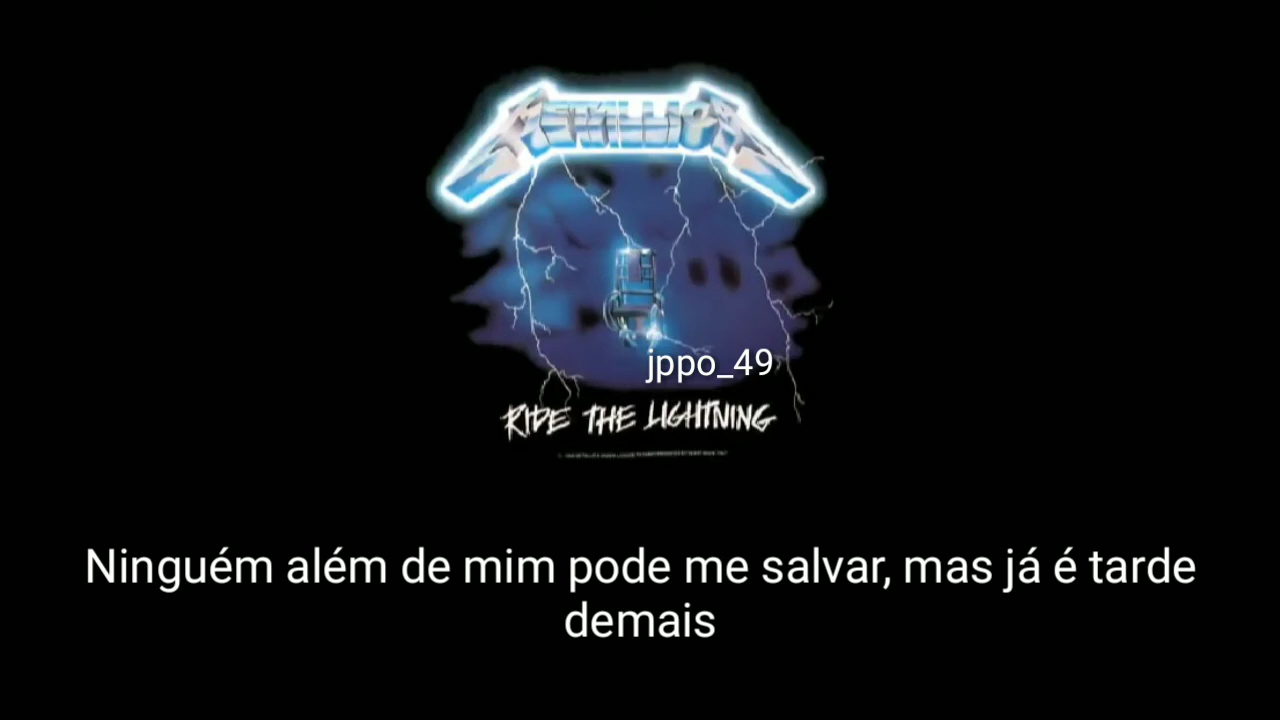 METALLICA
jppo_49
RIDE THE LIGHTNING
Ninguém além de mim pode me salvar, mas já é tarde
demais